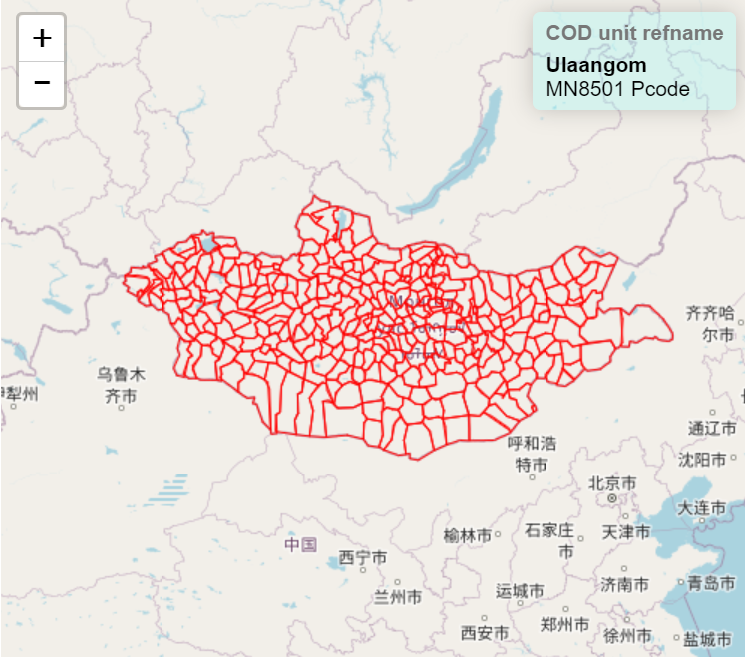 +
−
COD unit refname
Ulaangom
MN8501 Pcode
齐齐哈
尔市
乌鲁木
齐市
犁州
通辽市
呼和浩
特市
沈阳市
北京市
大连市
榆林市
石家庄
市
天津市
中国
西宁市
兰州市
运城市
济南市
青岛市
西安市
郑州市
徐州市
盐城市